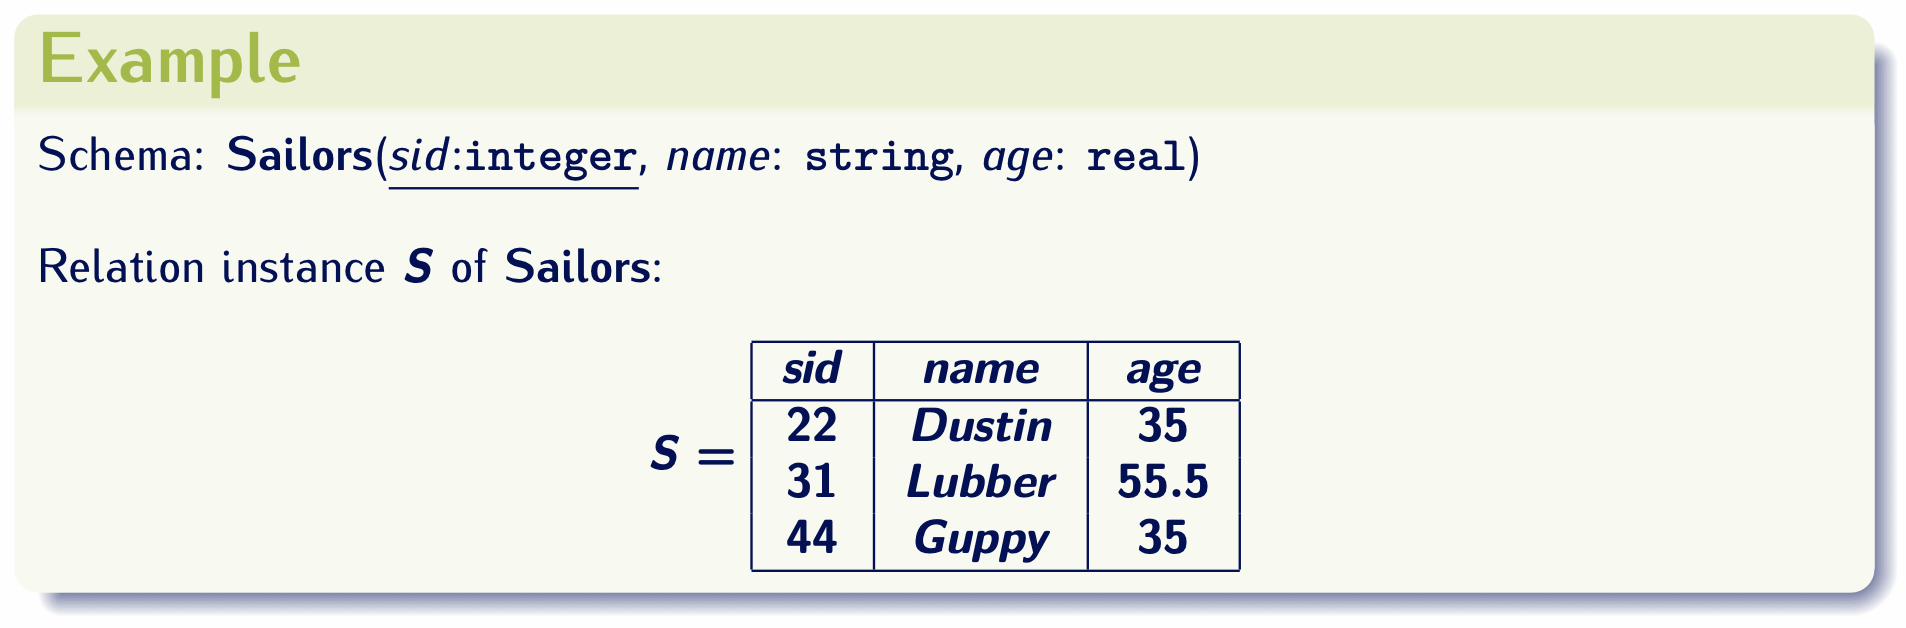 Example
Schema: Sailors(sid:integer, name: string, age: real)
Relation instance S of Sailors:
sid name age
22 Dustin 35
S = 31 Lubber 55.5
44 Guppy 35